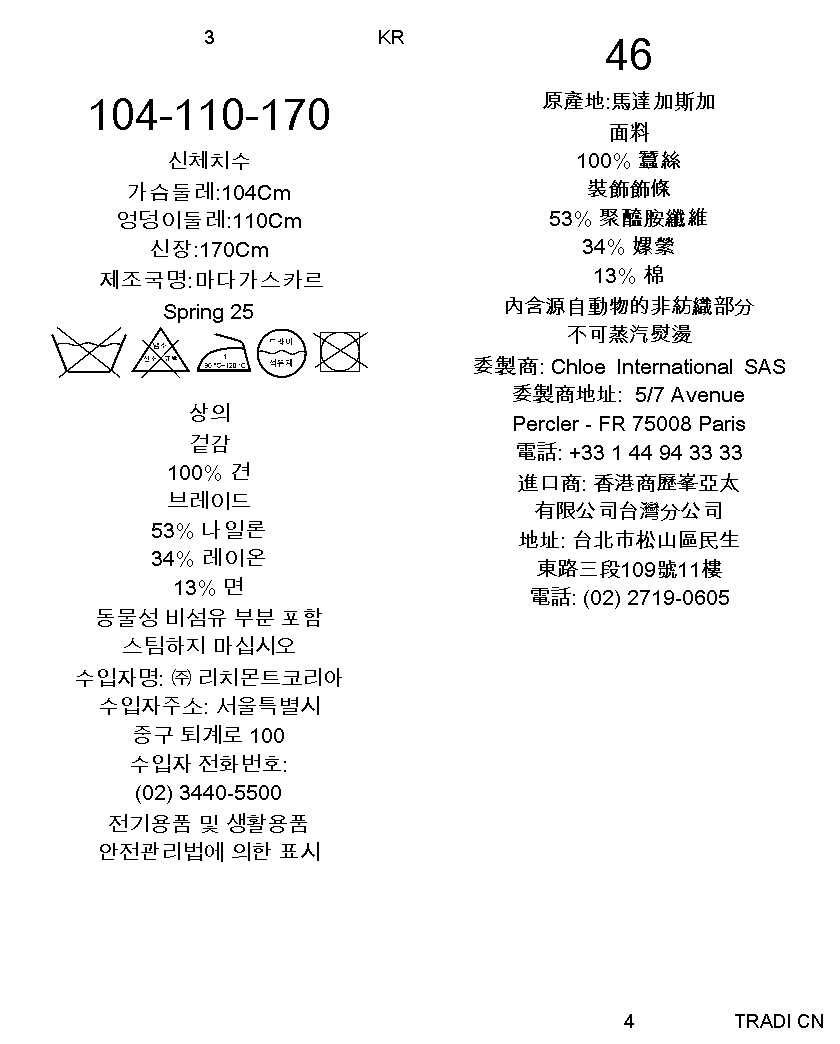 3
KR
104-110-170
신체치수
가슴둘레:104Cm
엉덩이둘레:110Cm
신장:170Cm
제조국명:마다가스카르
Spring 25
염소
산소 표백
1
90 °C~120 °C
드라이
석유계
상의
겉감
100% 견
브레이드
53% 나일론
34% 레이온
13% 면
동물성 비섬유 부분 포함
스팀하지 마십시오
수입자명: ㈜ 리치몬트코리아
수입자주소: 서울특별시
중구 퇴계로 100
수입자 전화번호:
(02) 3440-5500
전기용품 및 생활용품
안전관리법에 의한 표시
46
原產地:馬達加斯加
面料
100% 蠶絲
裝飾飾條
53% 聚醯胺纖維
34% 嫘縈
13% 棉
內含源自動物的非紡織部分
不可蒸汽熨燙
委製商: Chloe International SAS
委製商地址: 5/7 Avenue
Percler - FR 75008 Paris
電話: +33 1 44 94 33 33
進口商: 香港商歷峯亞太
有限公司台灣分公司
地址: 台北市松山區民生
東路三段109號11樓
電話: (02) 2719-0605
4
TRADI CN